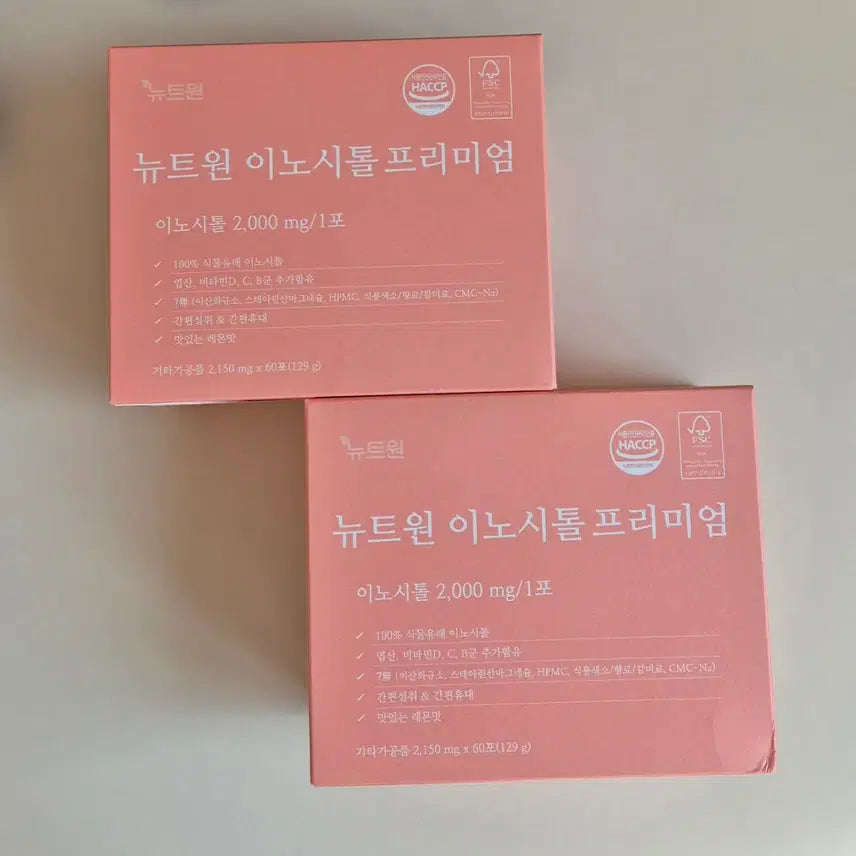 뉴트원
HACCP
FSC
뉴트원 이노시톨 프리미엄
이노시톨 2,000 mg/1포
✓ 100% 식물유래 이노시톨
✓ 엽산, 비타민D, C, B군 추가함유
✓ 7無 (이산화규소, 스테아린산마그네슘, HPMC, 식용색소/향료/감미료, CMC-Na)
✓ 간편섭취 & 간편휴대
✓ 맛있는 레몬맛
기타가공품 2,150 mg x 60포(129 g)
뉴트원
HACCP
FSC
뉴트원 이노시톨 프리미엄
이노시톨 2,000 mg/1포
✓ 100% 식물유래 이노시톨
✓ 엽산, 비타민D, C, B군 추가함유
✓ 7無 (이산화규소, 스테아린산마그네슘, HPMC, 식용색소/향료/감미료, CMC-Na)
✓ 간편섭취 & 간편휴대
✓ 맛있는 레몬맛
기타가공품 2,150 mg x 60포(129 g)